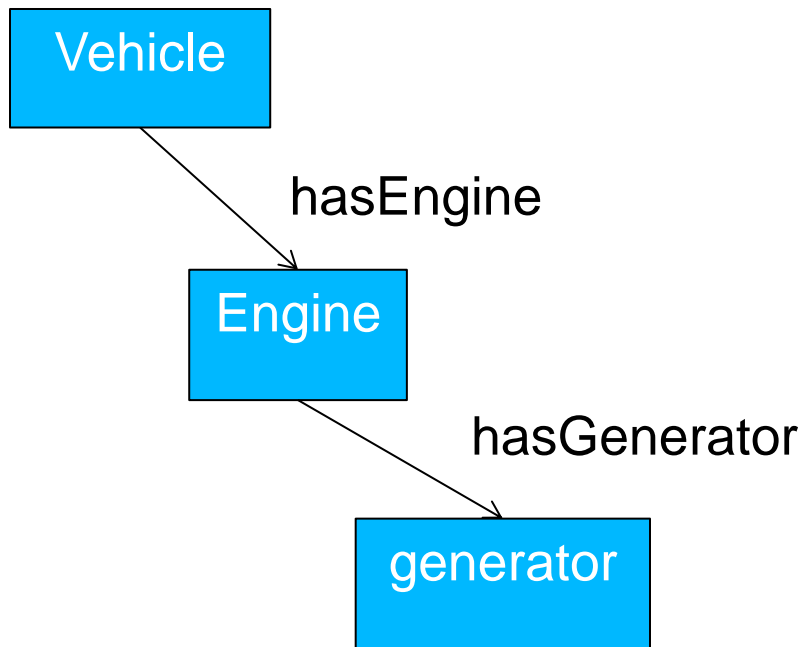 Vehicle
hasEngine
Engine
hasGenerator
generator